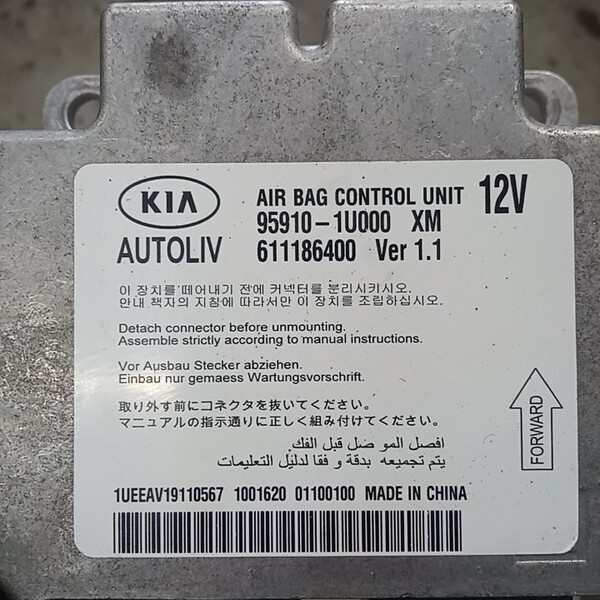 KIA AIR BAG CONTROL UNIT 12V
95910-1U000 XM
AUTOLIV 611186400 Ver 1.1
이 장치를 떼어내기 전에 커넥터를 분리시키시오.
안내 책자의 지침에 따라서만 이 장치를 조립하십시오.
Detach connector before unmounting.
Assemble strictly according to manual instructions.
Vor Ausbau Stecker abziehen.
Einbau nur gemaess Wartungsvorschrift.
取り外す前にコネクタを抜いてください。
マニュアルの指示通りに正しく組み付けてください。
افصل المو صل قبل الفك.
يتم تجميعه بدقة و فقا لدليل التعليمات
FORWARD
1UEEAV19110567 1001620 01100100 MADE IN CHINA